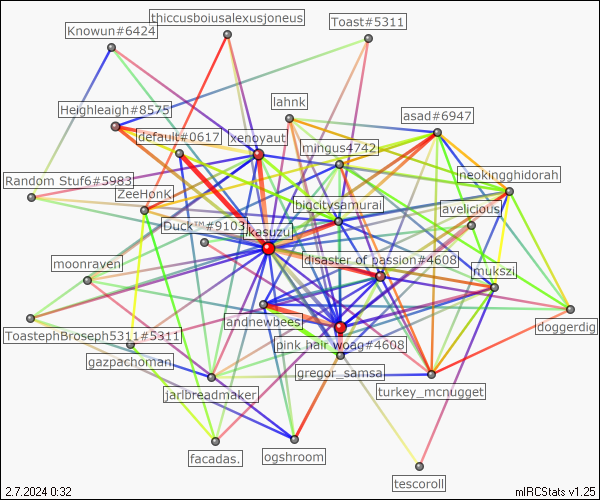 thiccusboiusalexusjoneus
Toast#5311
Knowun#6424
lahnk
Heighleaigh#8575
asad#6947
default#0617
xenoyaut
mingus4742
neokingghidorah
Random Stuf6#5983
ZeeHonK
bigcitysamurai
avelicious
Duck™#9103
ikasuzu
disaster of passion#4608
moonraven
mukszi
andnewbees
doggerdig
ToastephBroseph5311#5311
pink heir woag#4608
gazpachoman
gregor_samsa
jarlbreadmaker
turkey_mcnugget
facadas.
ogshroom
tescoroll
2.7.2024 0:32
mIRCStats v1.25